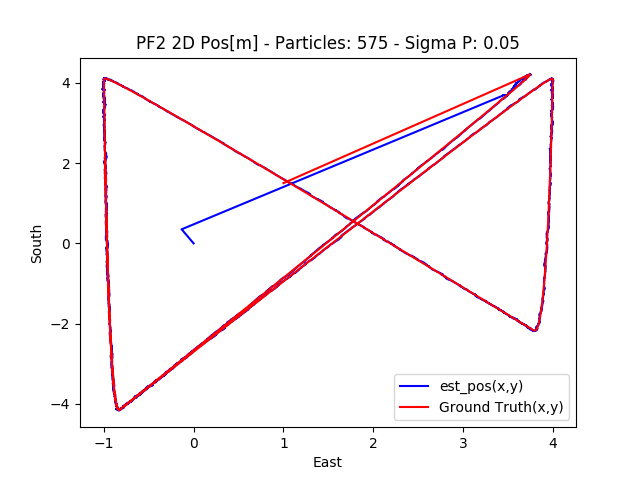 PF2 2D Pos[m] - Particles: 575 - Sigma P: 0.05
4
2
0
−2
−4
South
−1
0
1
2
3
4
East
est_pos(x,y)
Ground Truth(x,y)